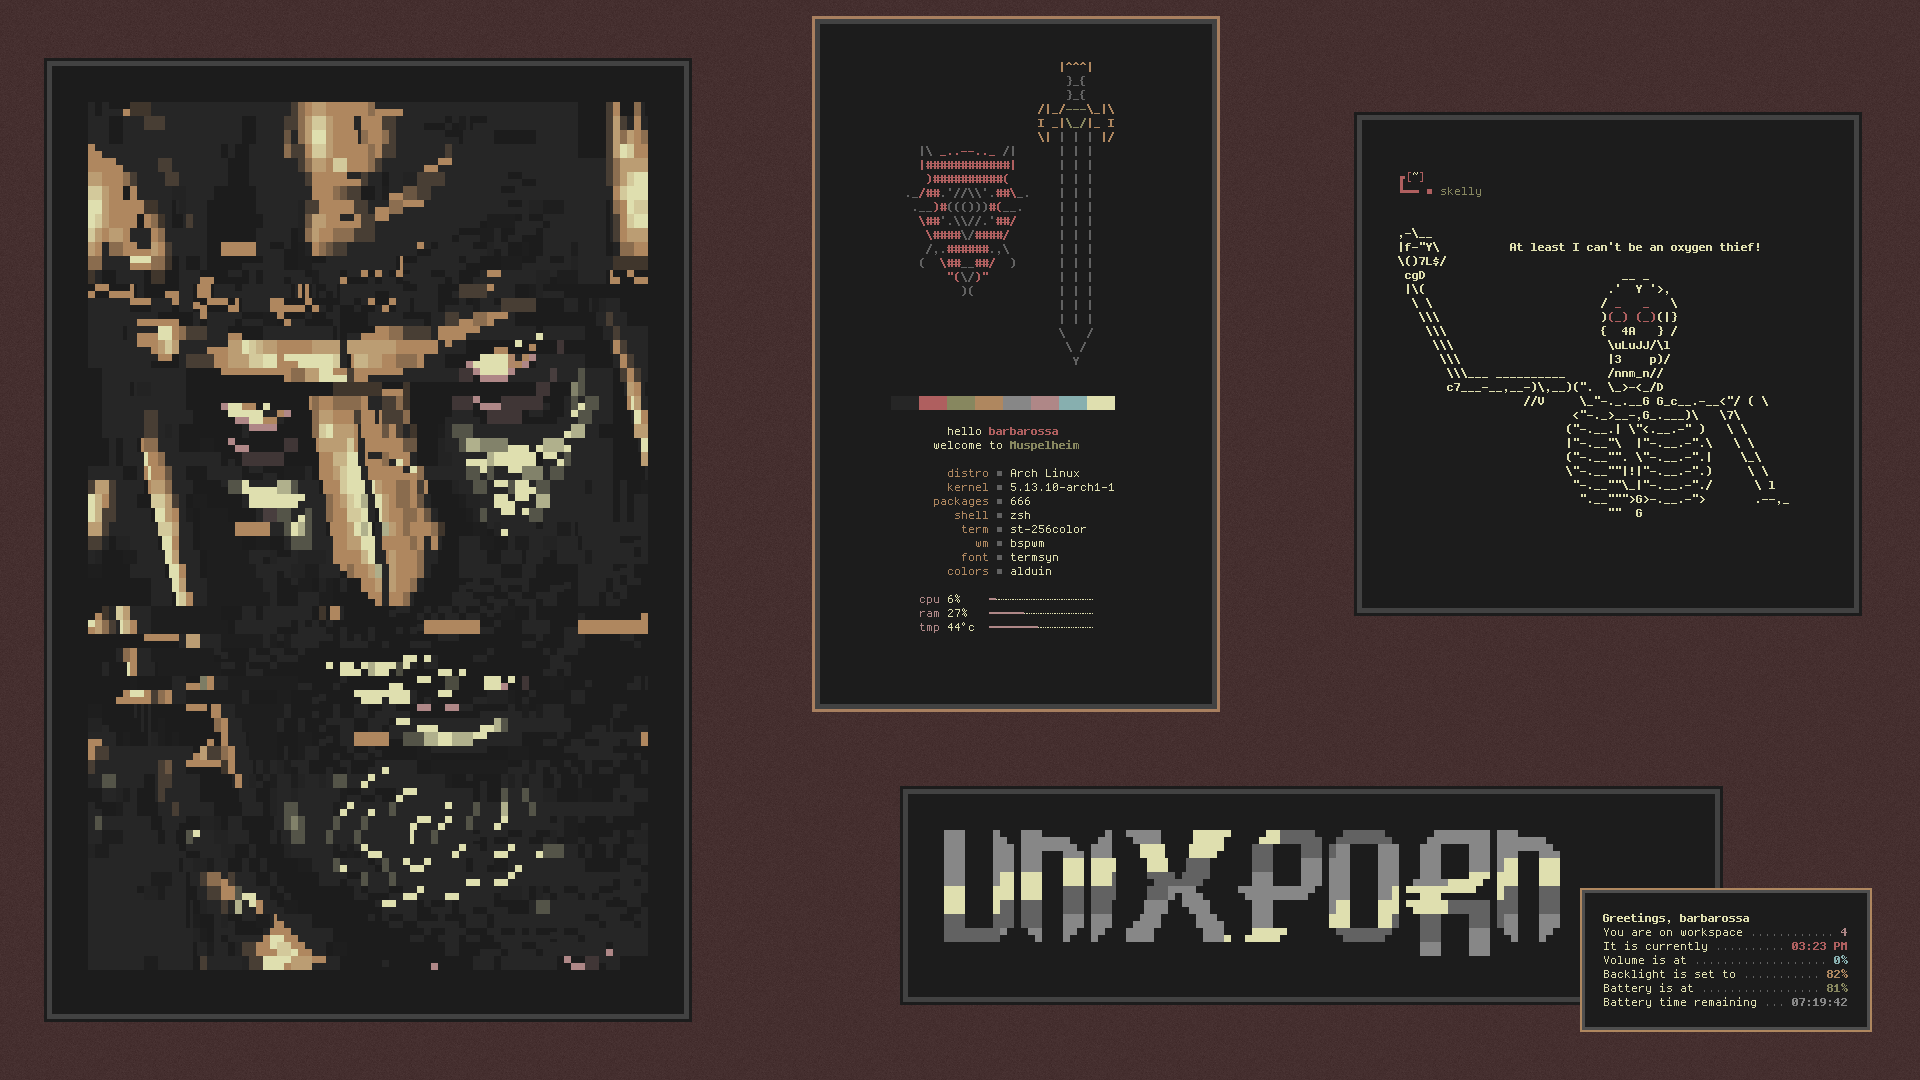 hello barbarossa
welcome to Muspelheim
distro ▪ Arch Linux
kernel ▪ 5.13.10-arch1-1
packages ▪ 666
shell ▪ zsh
term ▪ st-256color
wm ▪ bspwm
font ▪ termsyn
colors ▪ alduin
cpu 6%
ram 27%
tmp 44°c
[~]
▪ skelly
At least I can't be an oxygen thief!
UNIXPORN
Greetings, barbarossa
You are on workspace ............ 4
It is currently .......... 03:23 PM
Volume is at ................... 0%
Backlight is set to ........... 82%
Battery is at ................. 81%
Battery time remaining ... 07:19:42